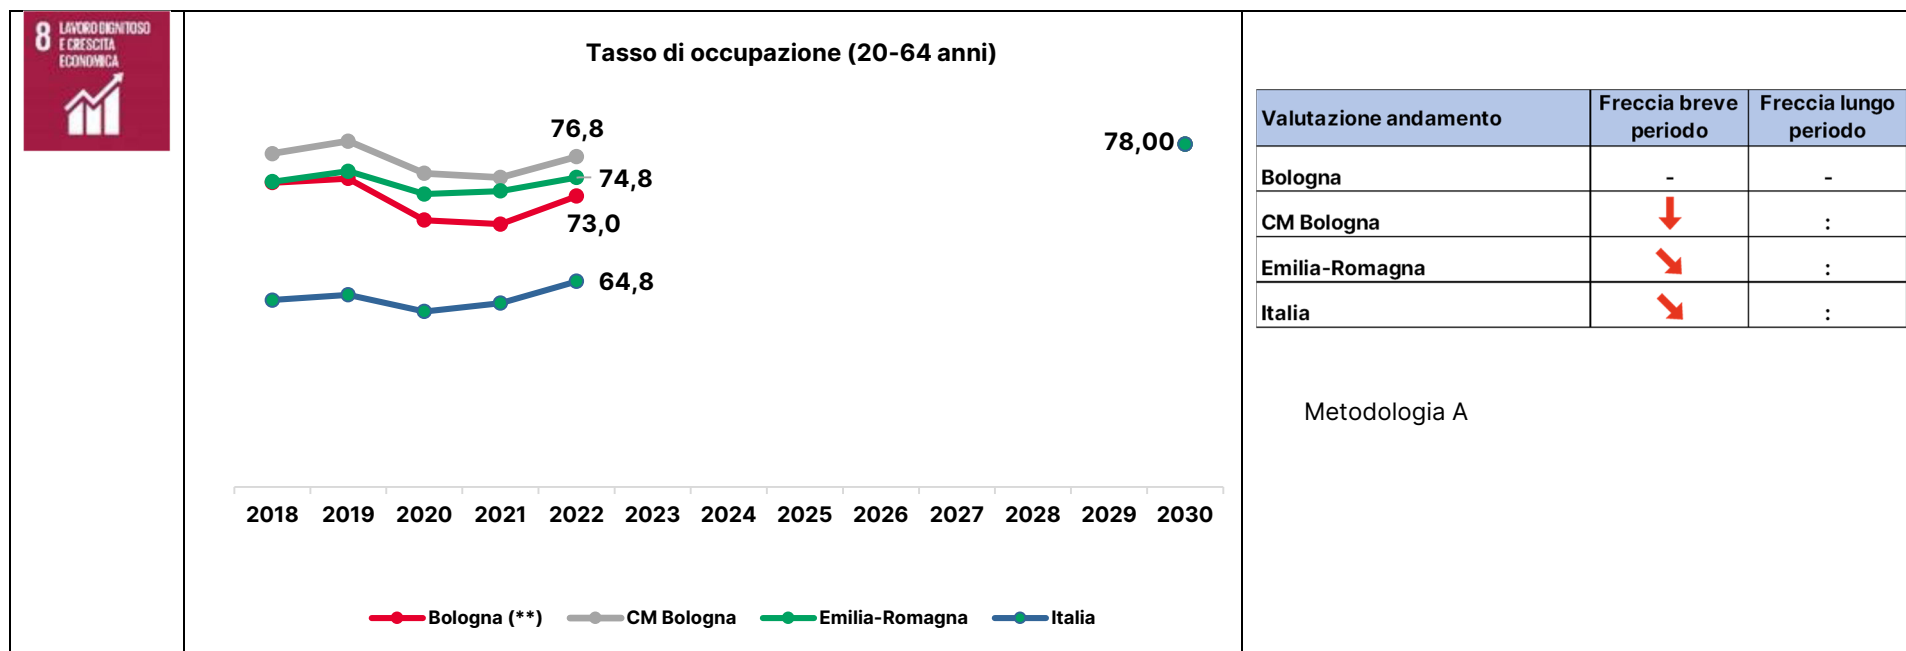 8 LAVORO DIGNITOSO
E CRESCITA
ECONOMICA
Tasso di occupazione (20-64 anni)
76,8
74,8
73,0
64,8
78,00
2018 2019 2020 2021 2022 2023 2024 2025 2026 2027 2028 2029 2030
Bologna (**) CM Bologna Emilia-Romagna Italia
Valutazione andamento Freccia breve periodo Freccia lungo periodo
Bologna - -
CM Bologna :
Emilia-Romagna :
Italia :
Metodologia A